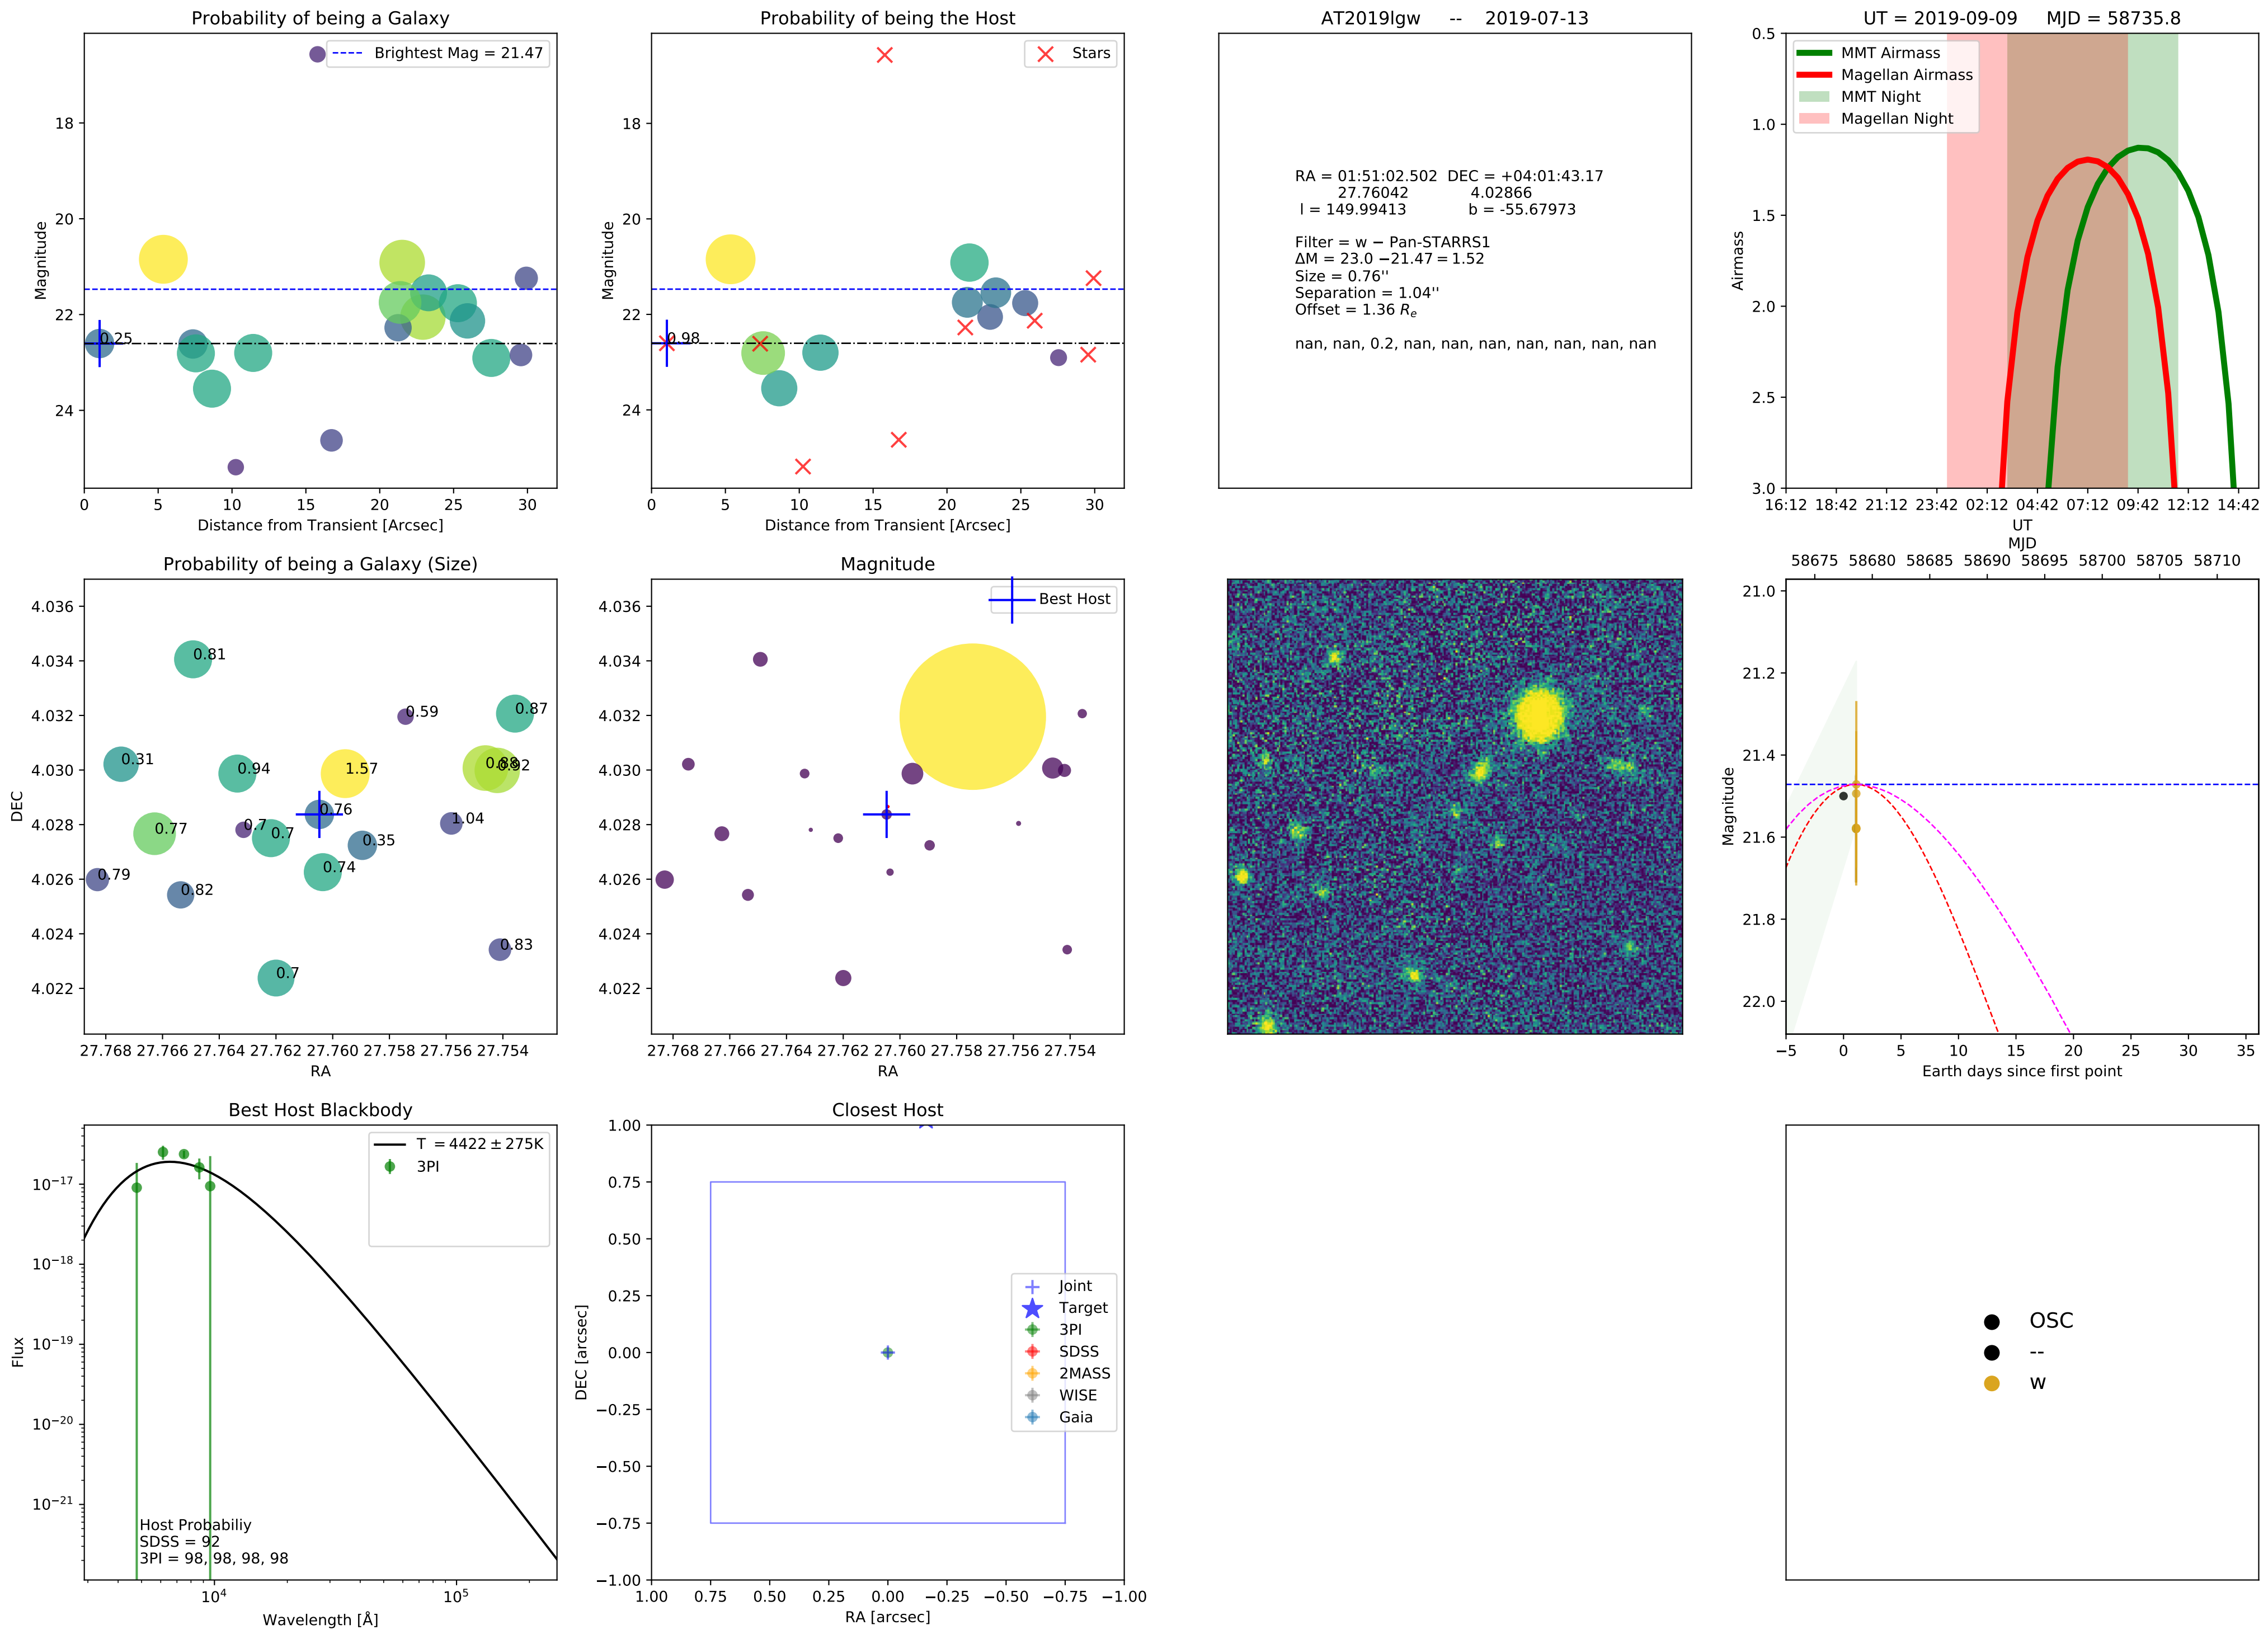 Probability of being a Galaxy
Brightest Mag = 21.47
0.25
18
20
22
24
Magnitude
0 5 10 15 20 25 30
Distance from Transient [Arcsec]
Probability of being the Host
Stars
0.98
18
20
22
24
Magnitude
0 5 10 15 20 25 30
Distance from Transient [Arcsec]
AT2019lgw -- 2019-07-13
RA = 01:51:02.502 DEC = +04:01:43.17
27.76042 4.02866
l = 149.99413 b = -55.67973
Filter = w − Pan-STARRS1
ΔM = 23.0 −21.47 = 1.52
Size = 0.76''
Separation = 1.04''
Offset = 1.36 Re
nan, nan, 0.2, nan, nan, nan, nan, nan, nan, nan
UT = 2019-09-09 MJD = 58735.8
MMT Airmass
Magellan Airmass
MMT Night
Magellan Night
0.5
1.0
1.5
2.0
2.5
3.0
Airmass
16:12 18:42 21:12 23:42 02:12 04:42 07:12 09:42 12:12 14:42
UT
Probability of being a Galaxy (Size)
4.036
4.034
4.032
4.030
4.028
4.026
4.024
4.022
DEC
0.81
0.59
0.87
0.31
0.94
1.57
0.88
0.92
0.76
1.04
0.77
0.7
0.7
0.35
0.74
0.79
0.82
0.83
0.7
27.768 27.766 27.764 27.762 27.760 27.758 27.756 27.754
RA
Magnitude
Best Host
4.036
4.034
4.032
4.030
4.028
4.026
4.024
4.022
27.768 27.766 27.764 27.762 27.760 27.758 27.756 27.754
RA
MJD
58675 58680 58685 58690 58695 58700 58705 58710
21.0
21.2
21.4
21.6
21.8
22.0
Magnitude
−5 0 5 10 15 20 25 30 35
Earth days since first point
Best Host Blackbody
T = 4422 ± 275K
3PI
10−17
10−18
10−19
10−20
10−21
Flux
Host Probabiliy
SDSS = 92
3PI = 98, 98, 98, 98
104 105
Wavelength [Å]
Closest Host
1.00
0.75
0.50
0.25
0.00
−0.25
−0.50
−0.75
−1.00
DEC [arcsec]
Joint
Target
3PI
SDSS
2MASS
WISE
Gaia
1.00 0.75 0.50 0.25 0.00 −0.25 −0.50 −0.75 −1.00
RA [arcsec]
OSC
--
w